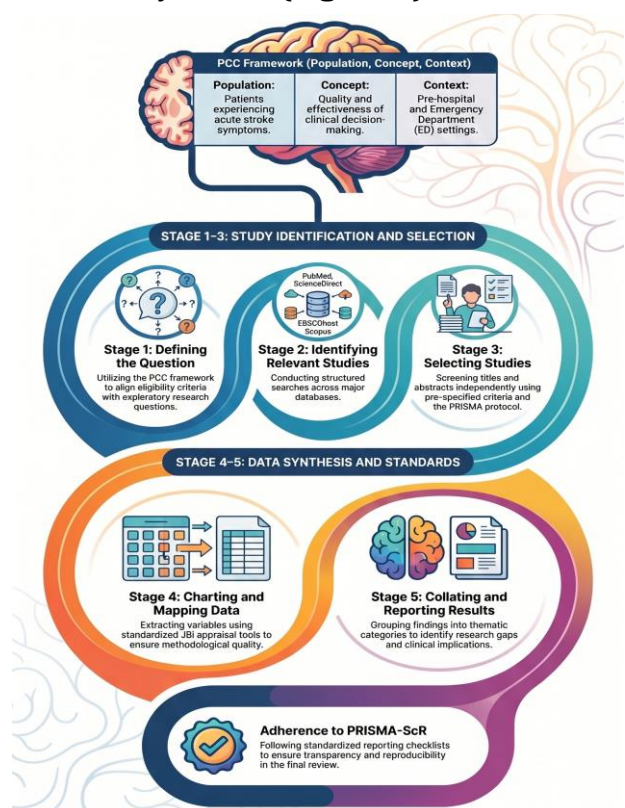 PCC Framework (Population, Concept, Context)
Population:
Patients
experiencing
acute stroke
symptoms.
Concept:
Quality and
effectiveness of
clinical decision-
making.
Context:
Pre-hospital
and Emergency
Department
(ED) settings.
STAGE 1–3: STUDY IDENTIFICATION AND SELECTION
?
?
?
?
?
?
?
?
?
Stage 1: Defining
the Question
Utilizing the PCC framework
to align eligibility criteria
with exploratory research
questions.
PubMed,
ScienceDirect
EBSCOhost
Scopus
Stage 2: Identifying
Relevant Studies
Conducting structured
searches across major
databases.
Stage 3:
Selecting Studies
Screening titles and
abstracts independently using
pre-specified criteria and
the PRISMA protocol.
STAGE 4–5: DATA SYNTHESIS AND STANDARDS
Stage 4: Charting and
Mapping Data
Extracting variables using
standardized JBI appraisal tools to
ensure methodological quality.
Stage 5: Collating and
Reporting Results
Grouping findings into thematic
categories to identify research gaps
and clinical implications.
Adherence to PRISMA-ScR
Following standardized reporting checklists
to ensure transparency and reproducibility
in the final review.